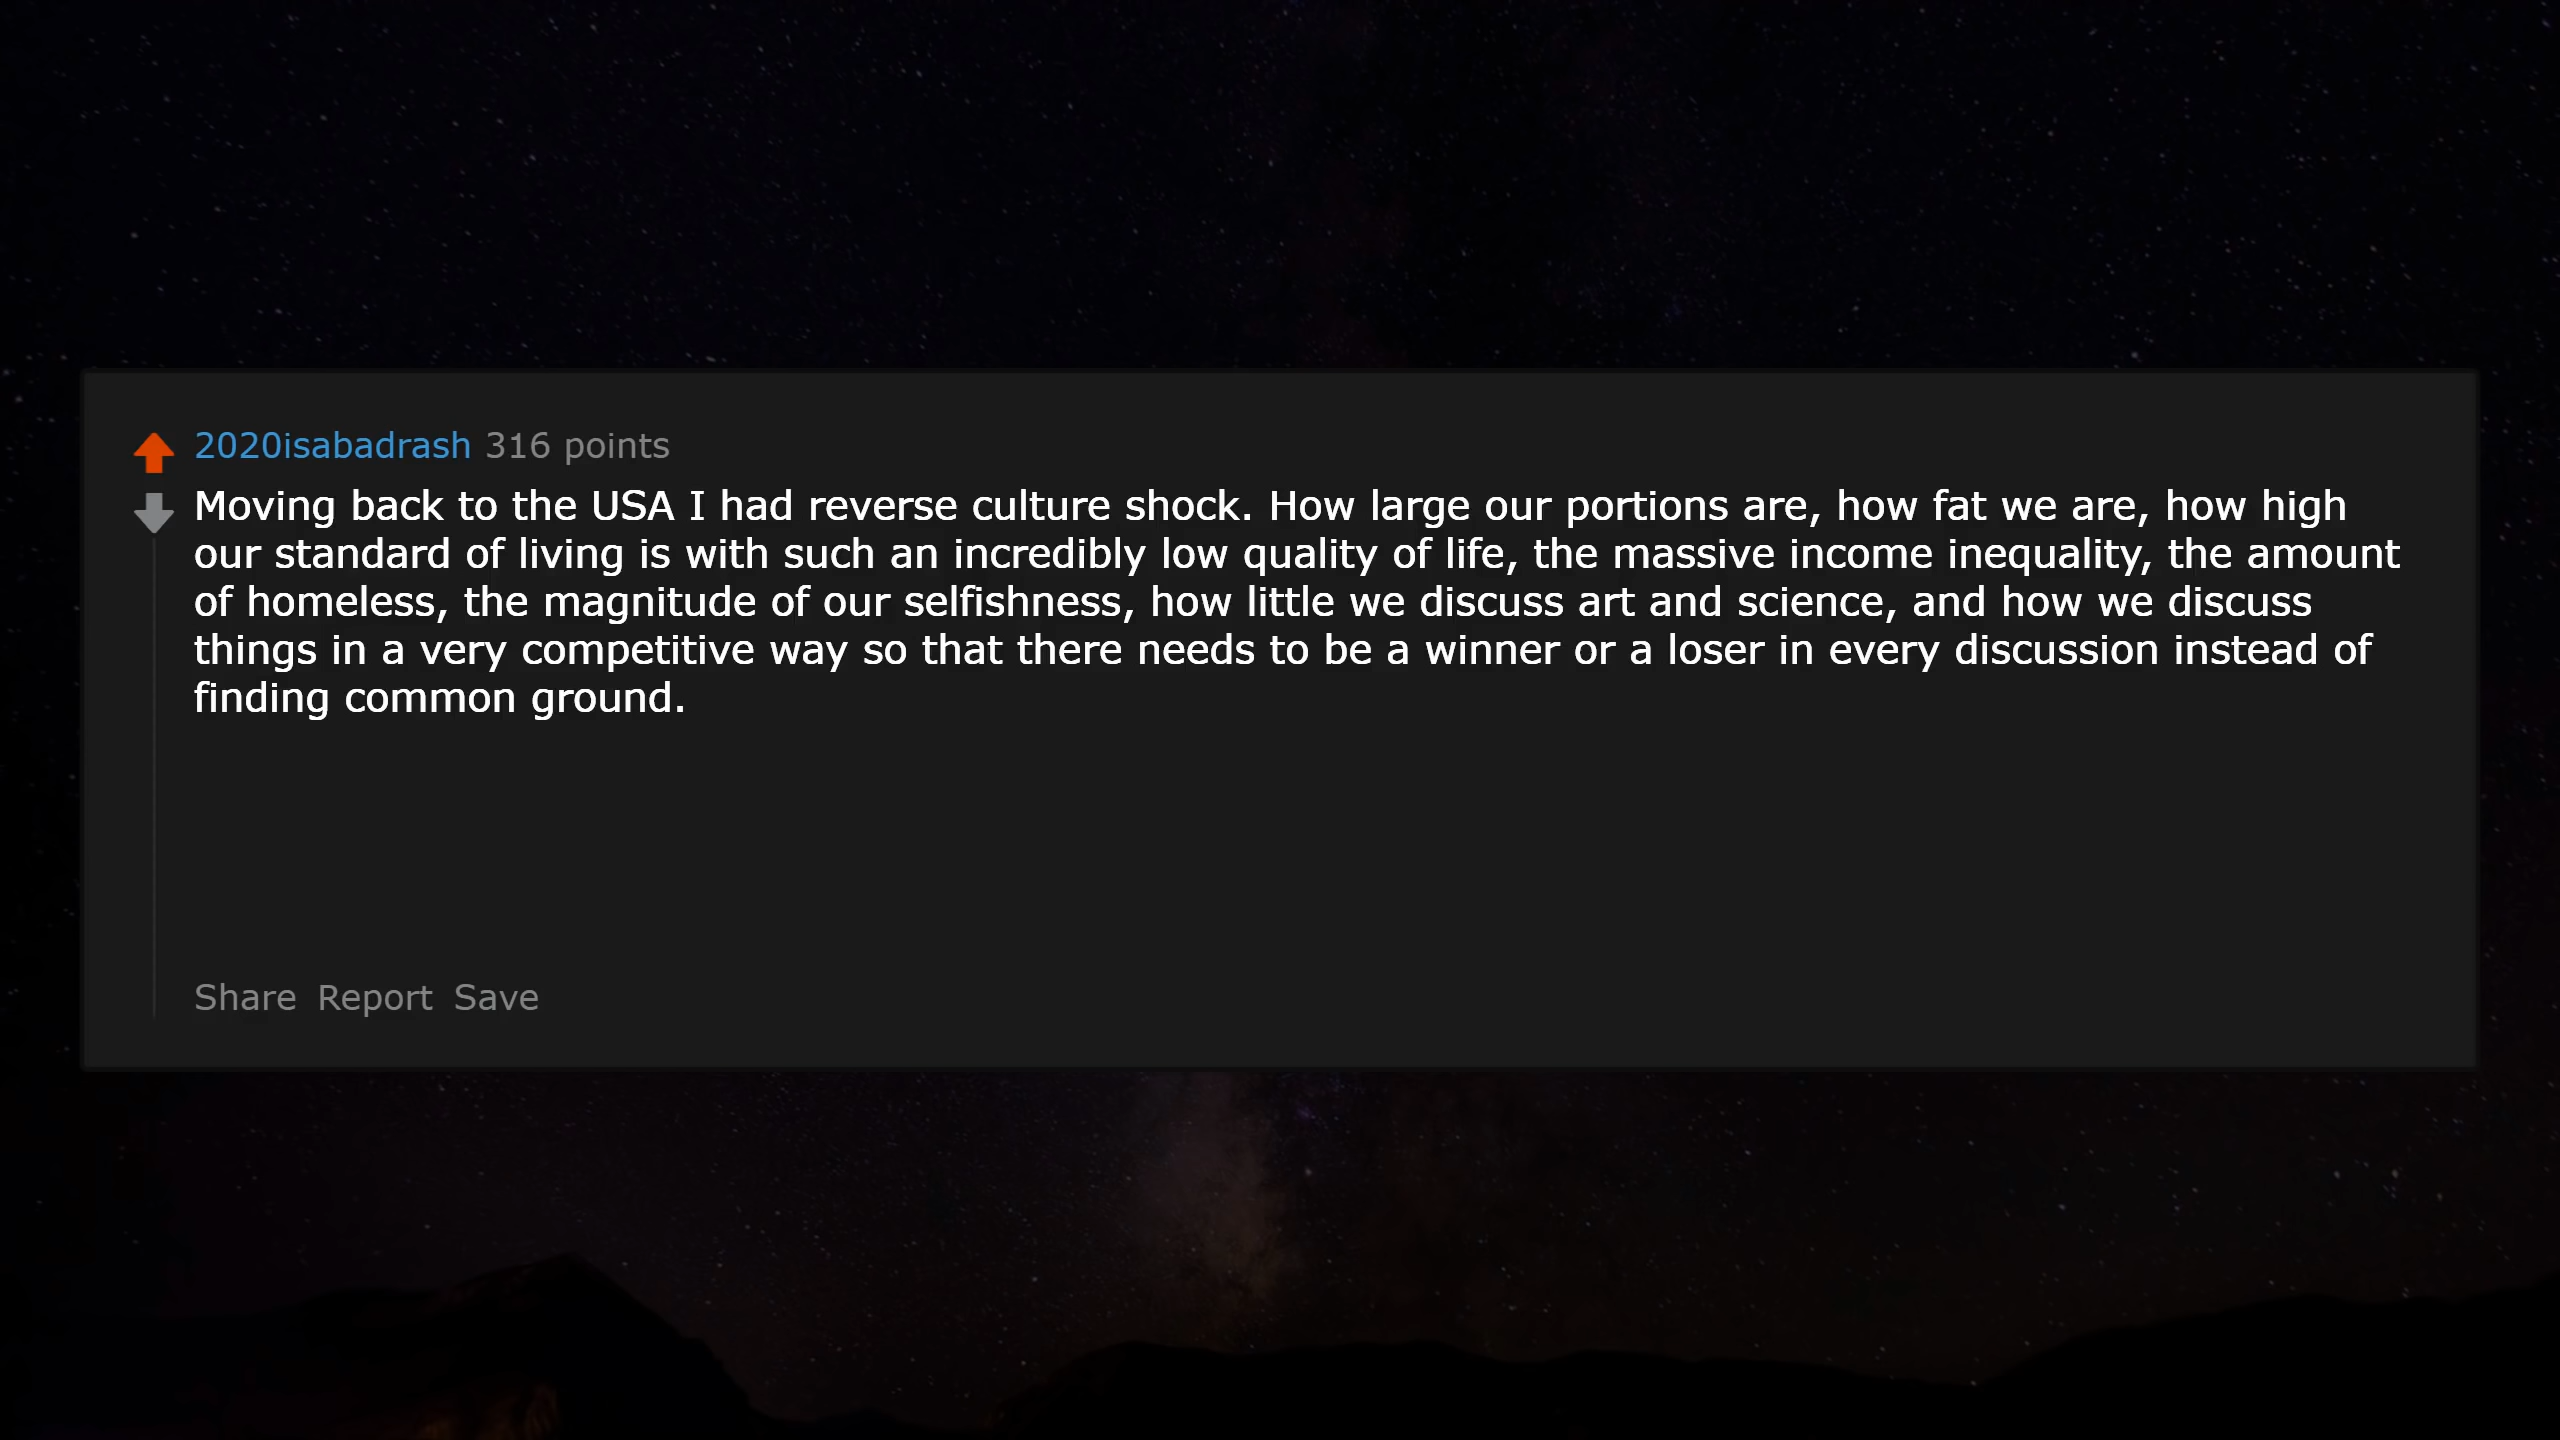 2020isabadrash 316 points
Moving back to the USA I had reverse culture shock. How large our portions are, how fat we are, how high
our standard of living is with such an incredibly low quality of life, the massive income inequality, the amount
of homeless, the magnitude of our selfishness, how little we discuss art and science, and how we discuss
things in a very competitive way so that there needs to be a winner or a loser in every discussion instead of
finding common ground.
Share Report Save